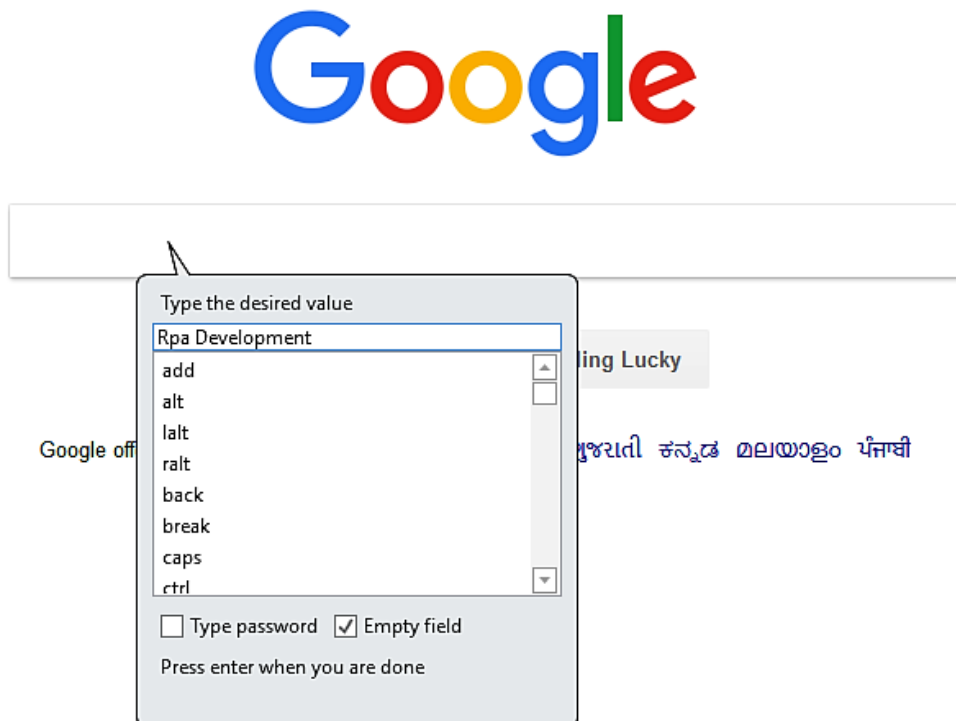 Google
Type the desired value
Rpa Development
add
ling Lucky
alt
lalt
Google off
ગુજરાતી ಕನ್ನಡ മലയാളം ਪੰਜਾਬੀ
ralt
back
break
caps
ctrl
Type password Empty field
Press enter when you are done